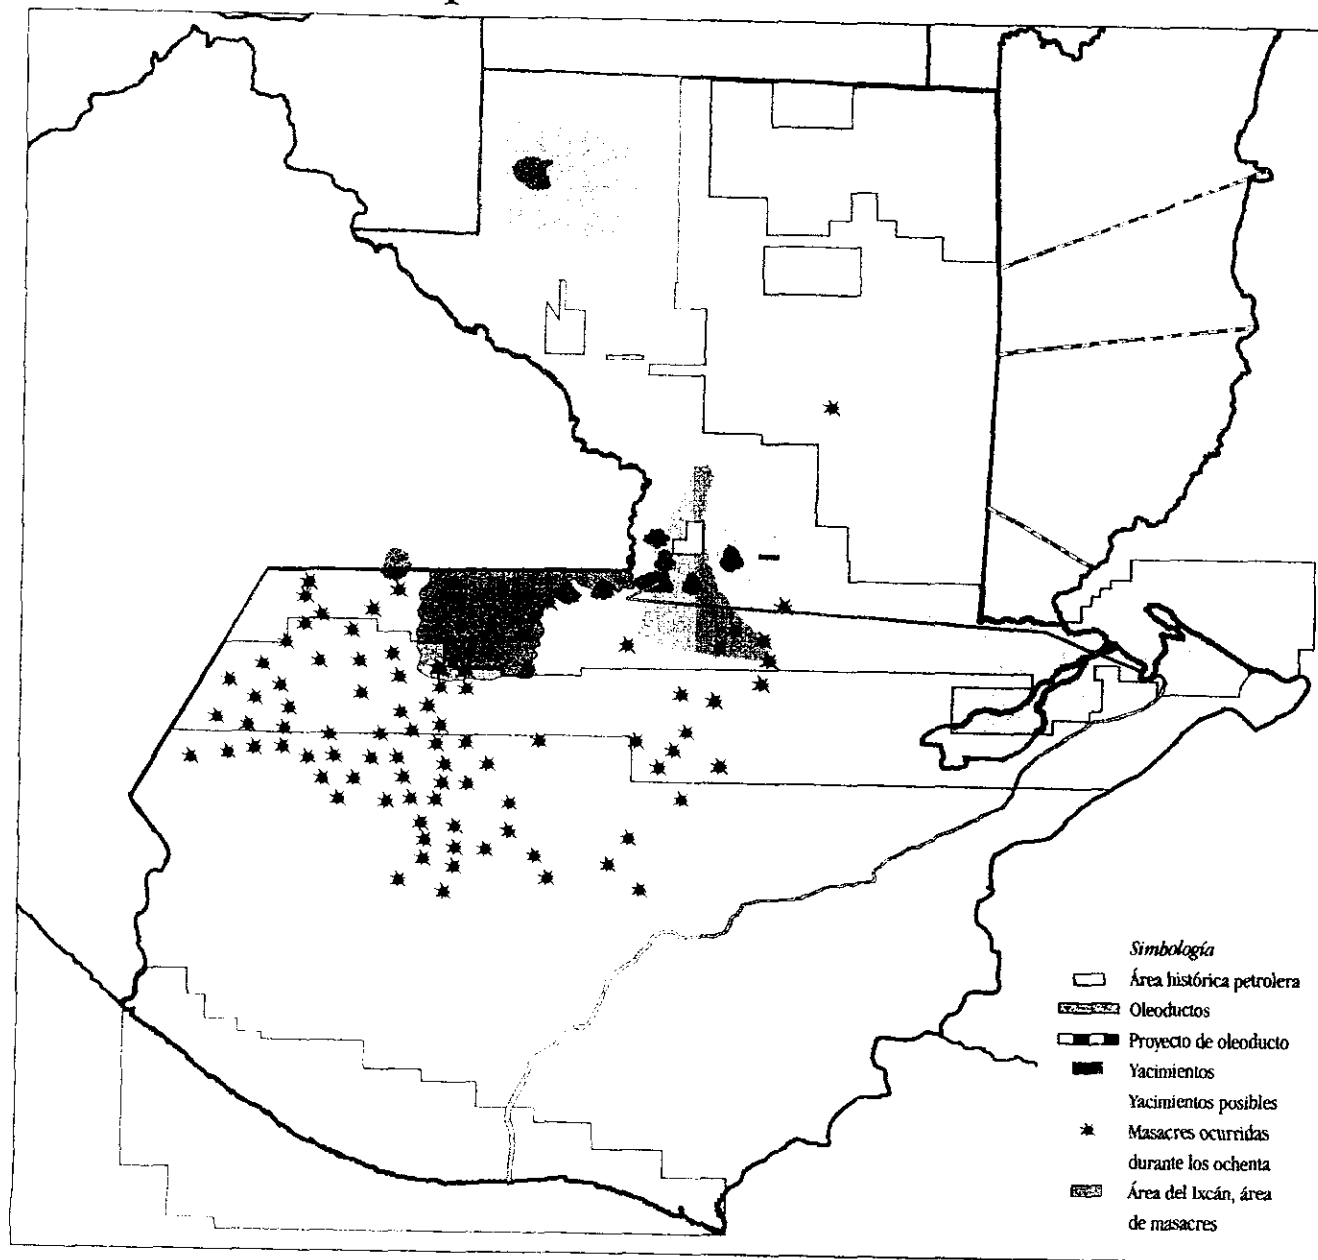 Simbología
Área histórica petrolera
Oleoductos
Proyecto de oleoducto
Yacimientos
Yacimientos posibles
Masacres ocurridas
durante los ochenta
Área del Ixcán, área
de masacres